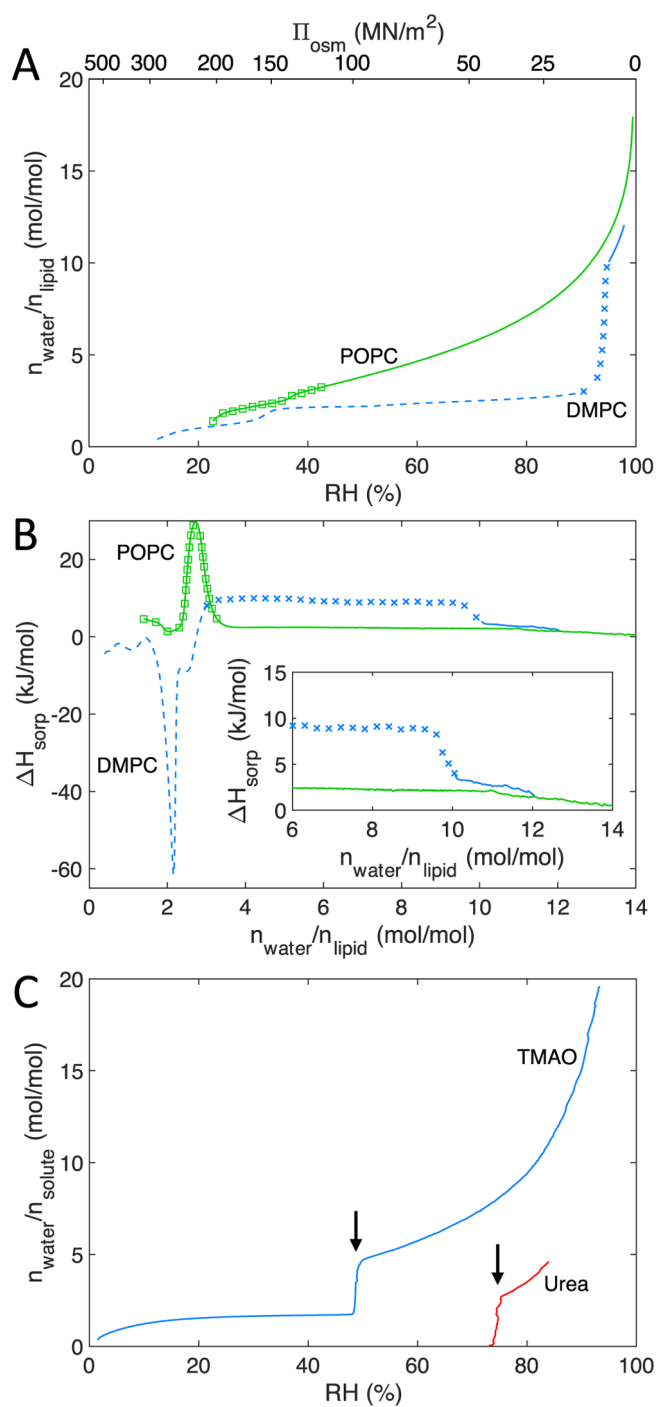 Π_osm (MN/m²)
A
500 300 200 150 100 50 25 0
20
15
10
5
0
n_water/n_lipid (mol/mol)
POPC
DMPC
0 20 40 60 80 100
RH (%)
B
20
0
-20
-40
-60
ΔH_sorp (kJ/mol)
POPC
DMPC
15
10
5
0
ΔH_sorp (kJ/mol)
6 8 10 12 14
n_water/n_lipid (mol/mol)
0 2 4 6 8 10 12 14
n_water/n_lipid (mol/mol)
C
20
15
10
5
0
n_water/n_solute (mol/mol)
TMAO
Urea
0 20 40 60 80 100
RH (%)